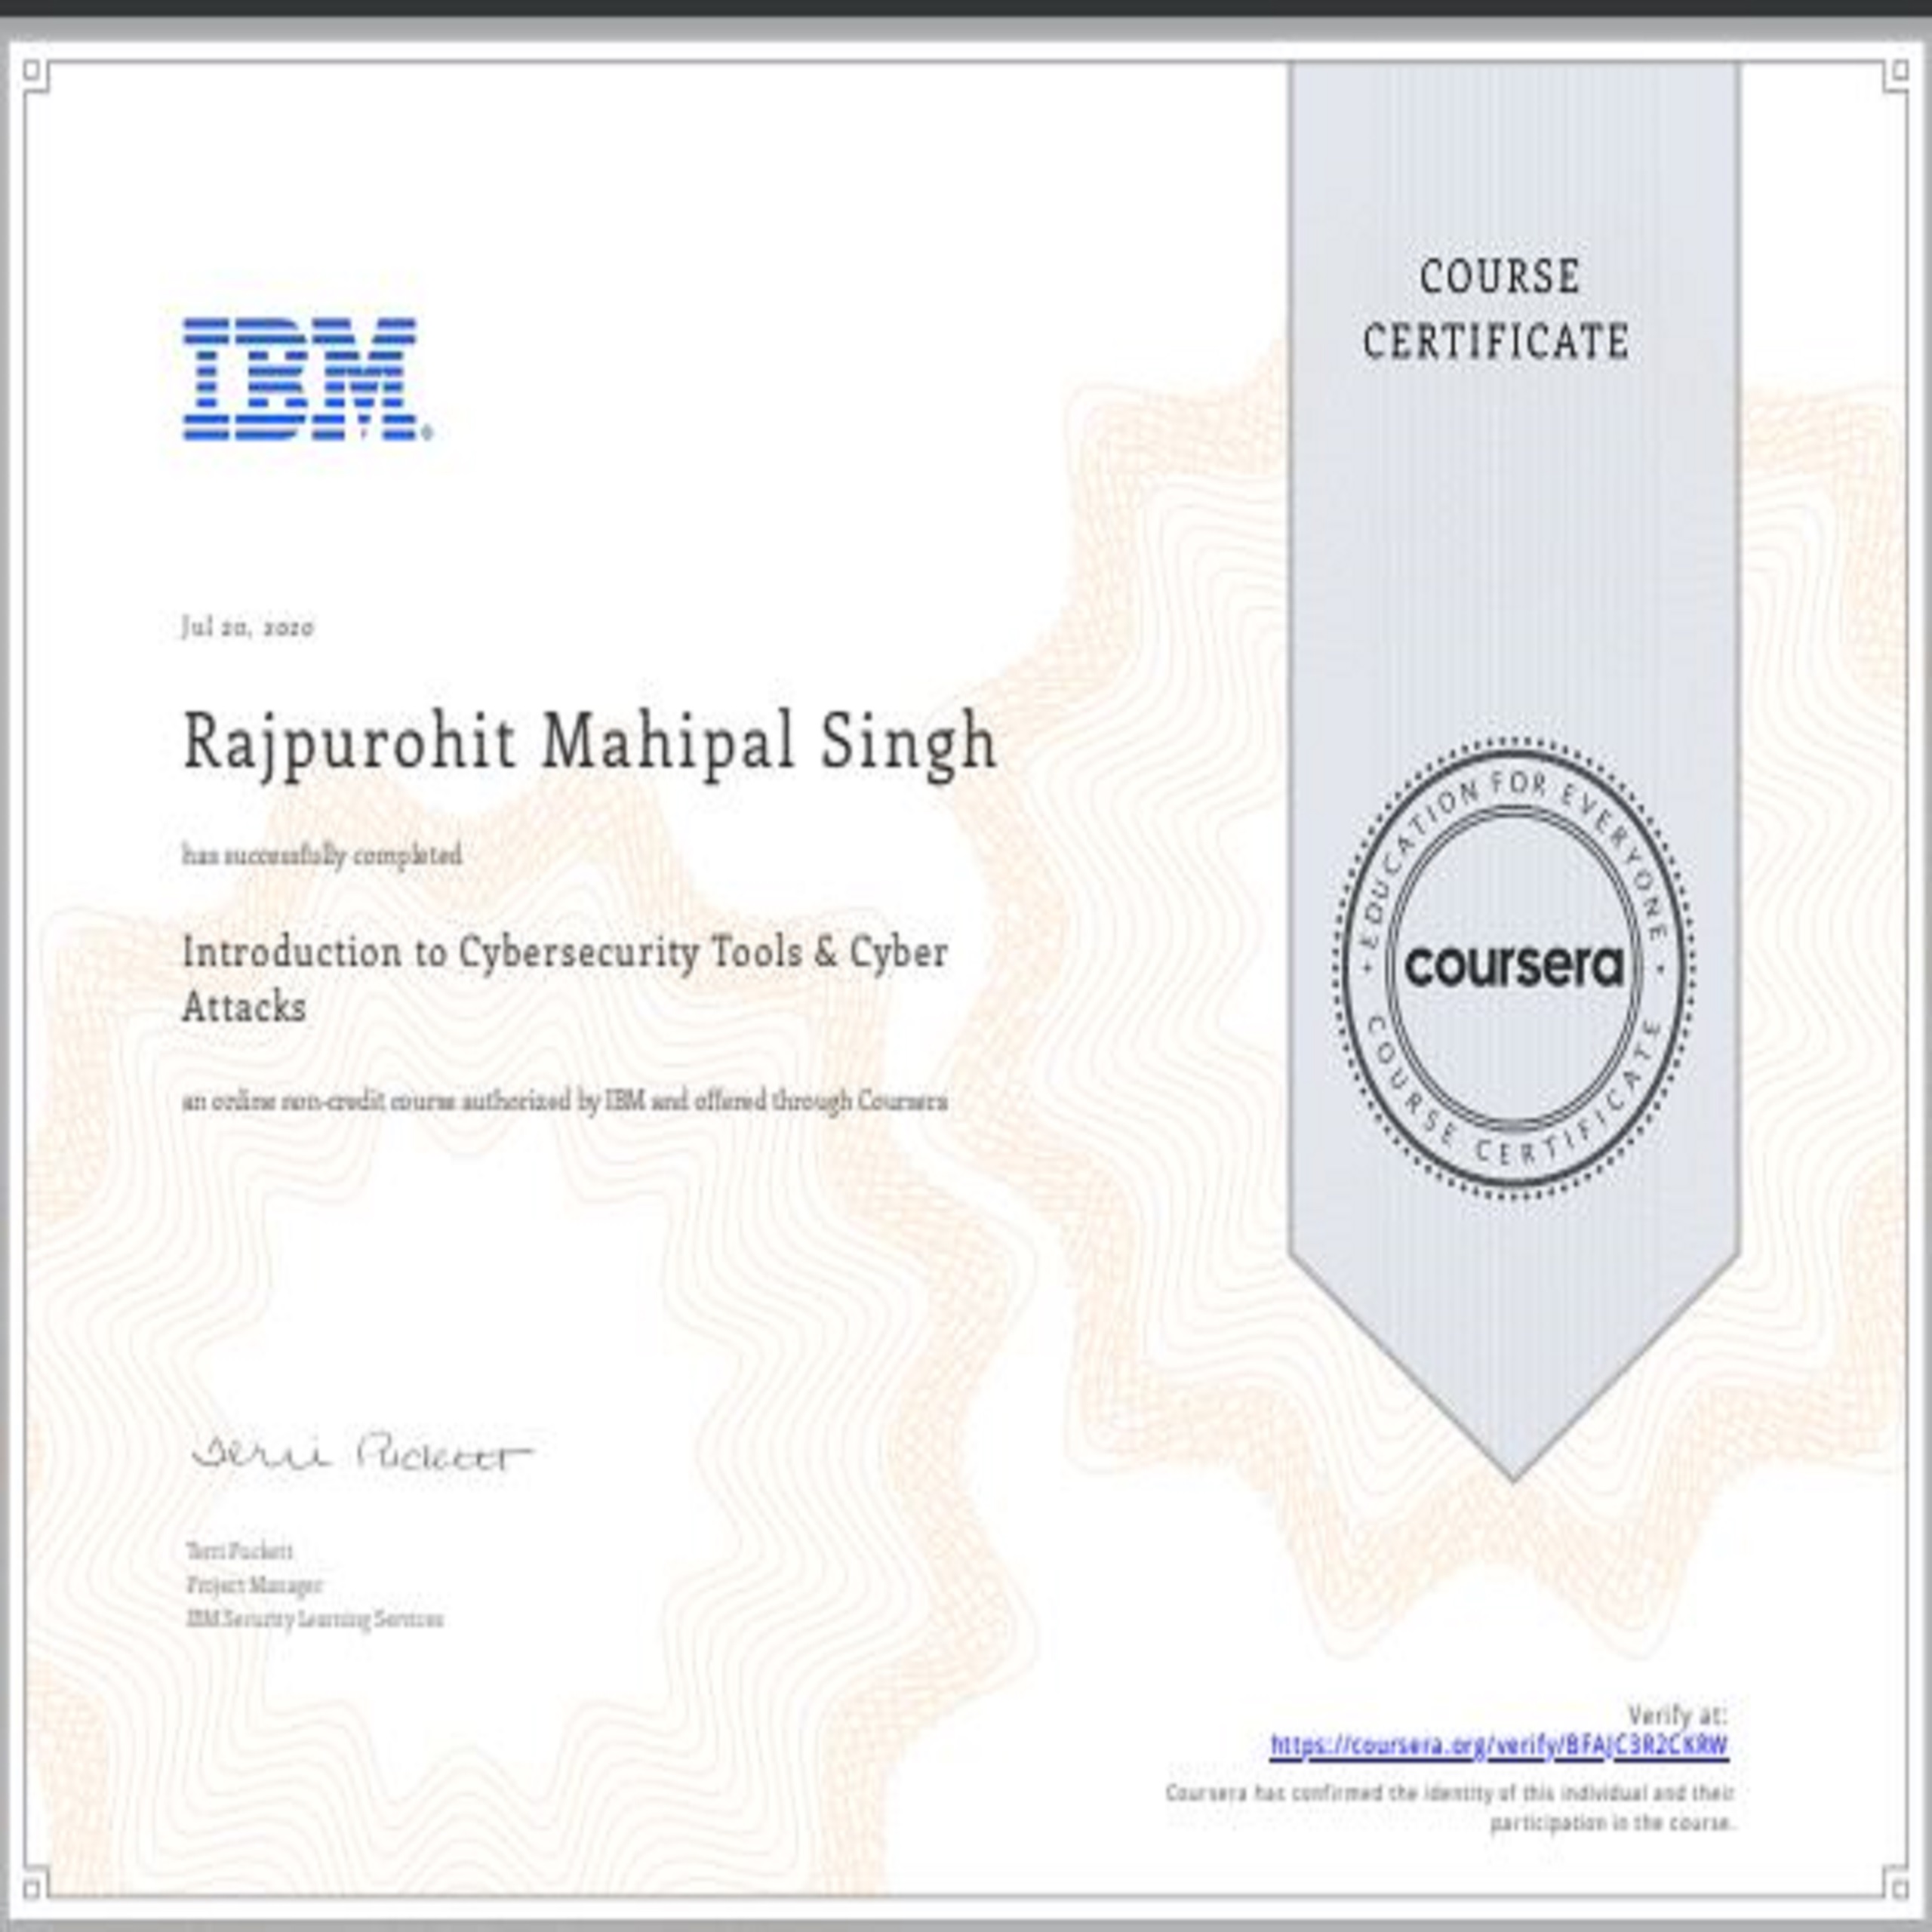 IBM
COURSE
CERTIFICATE
Jul 20, 2020
Rajpurohit Mahipal Singh
has successfully completed
Introduction to Cybersecurity Tools & Cyber
Attacks
an online non-credit course authorized by IBM and offered through Coursera
EDUCATION FOR EVERYONE
coursera
COURSE CERTIFICATE
Terri Puckett
Terri Puckett
Project Manager
IBM Security Learning Services
Verify at:
https://coursera.org/verify/BFAJC3R2CKRW
Coursera has confirmed the identity of this individual and their
participation in the course.